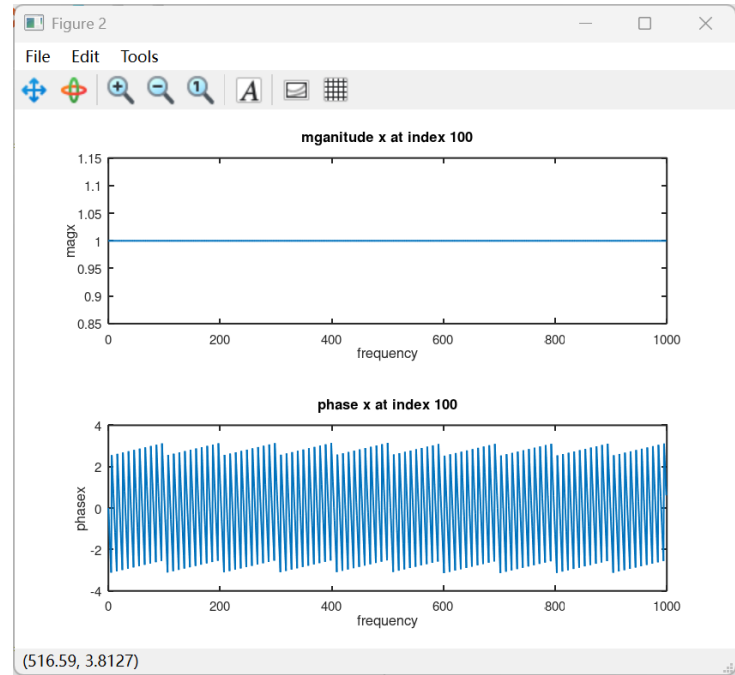 Figure 2
File Edit Tools
1 A
mganitude x at index 100
1.15
1.1
1.05
1
0.95
0.9
0.85
magx
0 200 400 600 800 1000
frequency
phase x at index 100
4
2
0
-2
-4
phasex
0 200 400 600 800 1000
frequency
(516.59, 3.8127)